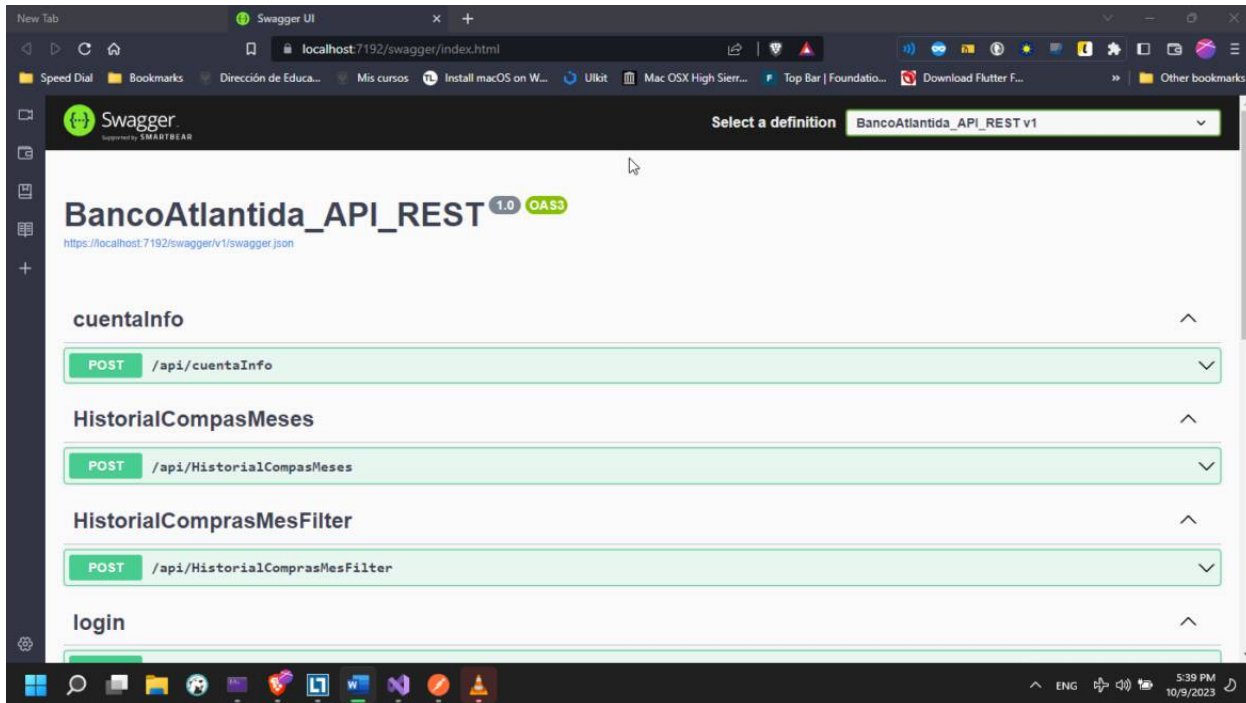 New Tab
Swagger UI
localhost:7192/swagger/index.html
Speed Dial
Bookmarks
Dirección de Educa...
Mis cursos
Install macOS on W...
UIkit
Mac OSX High Sierr...
Top Bar | Foundatio...
Download Flutter F...
Other bookmarks
Swagger
Supported by SMARTBEAR
Select a definition
BancoAtlantida_API_REST v1
BancoAtlantida_API_REST 1.0 OAS3
https://localhost:7192/swagger/v1/swagger.json
cuentaInfo
POST /api/cuentaInfo
HistorialCompasMeses
POST /api/HistorialCompasMeses
HistorialComprasMesFilter
POST /api/HistorialComprasMesFilter
login
ENG
5:39 PM
10/9/2023